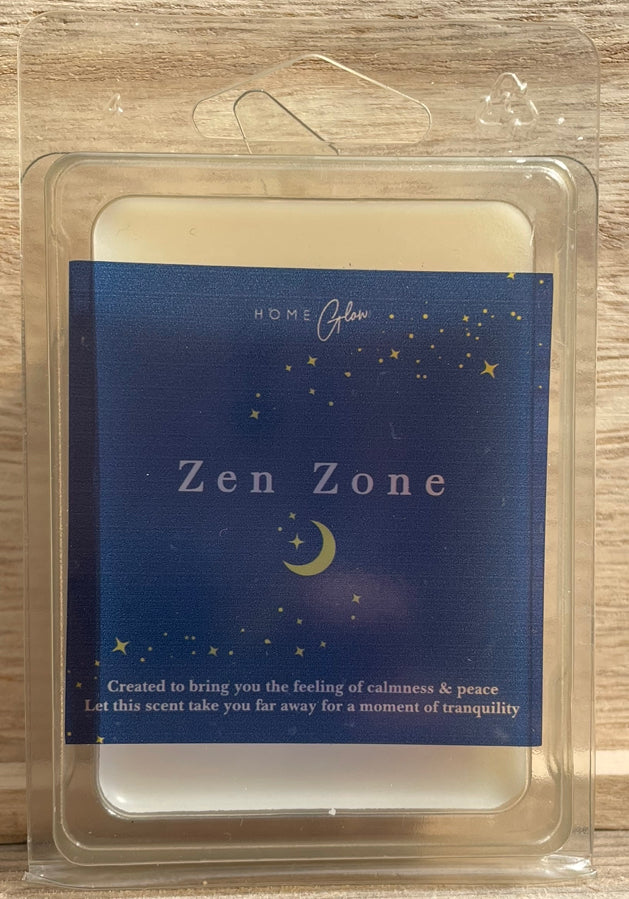 HOME Glow
Zen Zone
Created to bring you the feeling of calmness & peace
Let this scent take you far away for a moment of tranquility